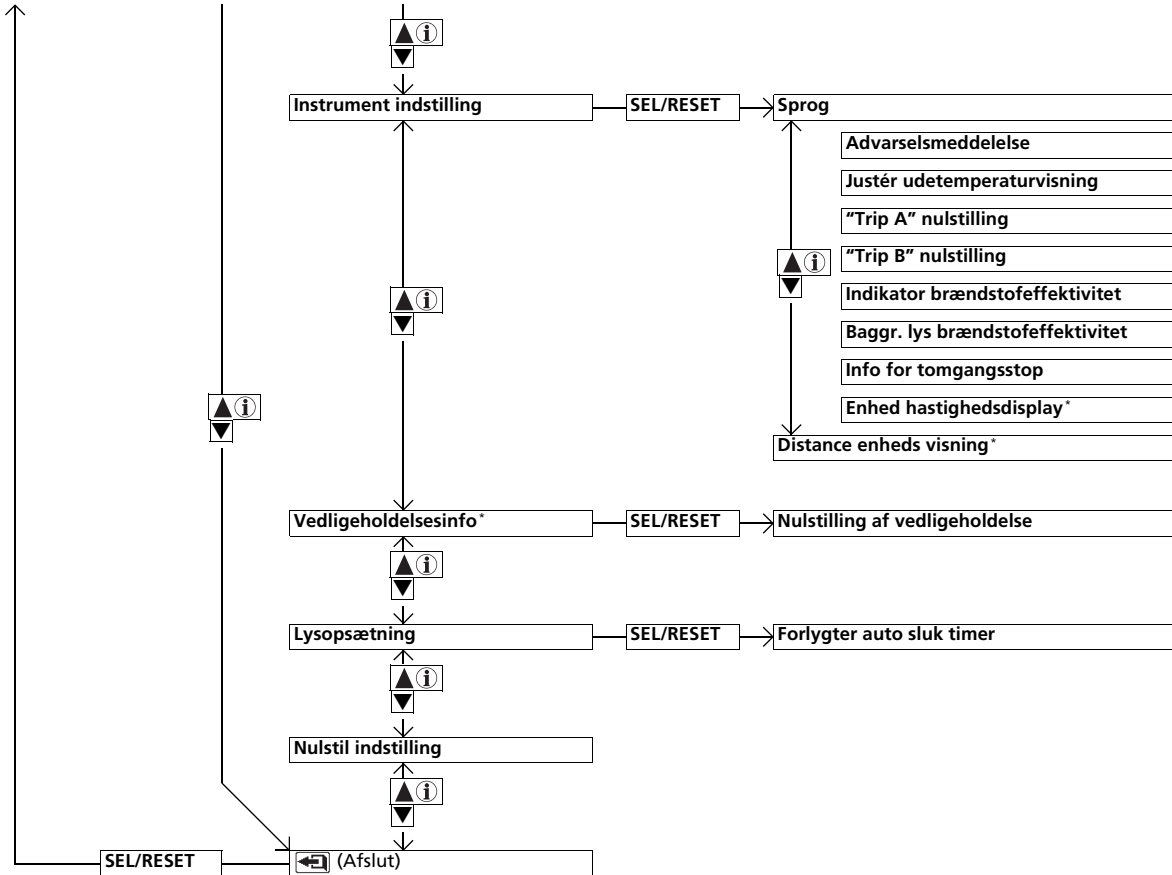 Instrument indstilling SEL/RESET Sprog
Advarselsmeddelelse
Justér udetemperaturvisning
“Trip A” nulstilling
“Trip B” nulstilling
Indikator brændstofeffektivitet
Baggr. lys brændstofeffektivitet
Info for tomgangsstop
Enhed hastighedsdisplay*
Distance enheds visning*
Vedligeholdelsesinfo* SEL/RESET Nulstilling af vedligeholdelse
Lysopsætning SEL/RESET Forlygter auto sluk timer
Nulstil indstilling
SEL/RESET (Afslut)